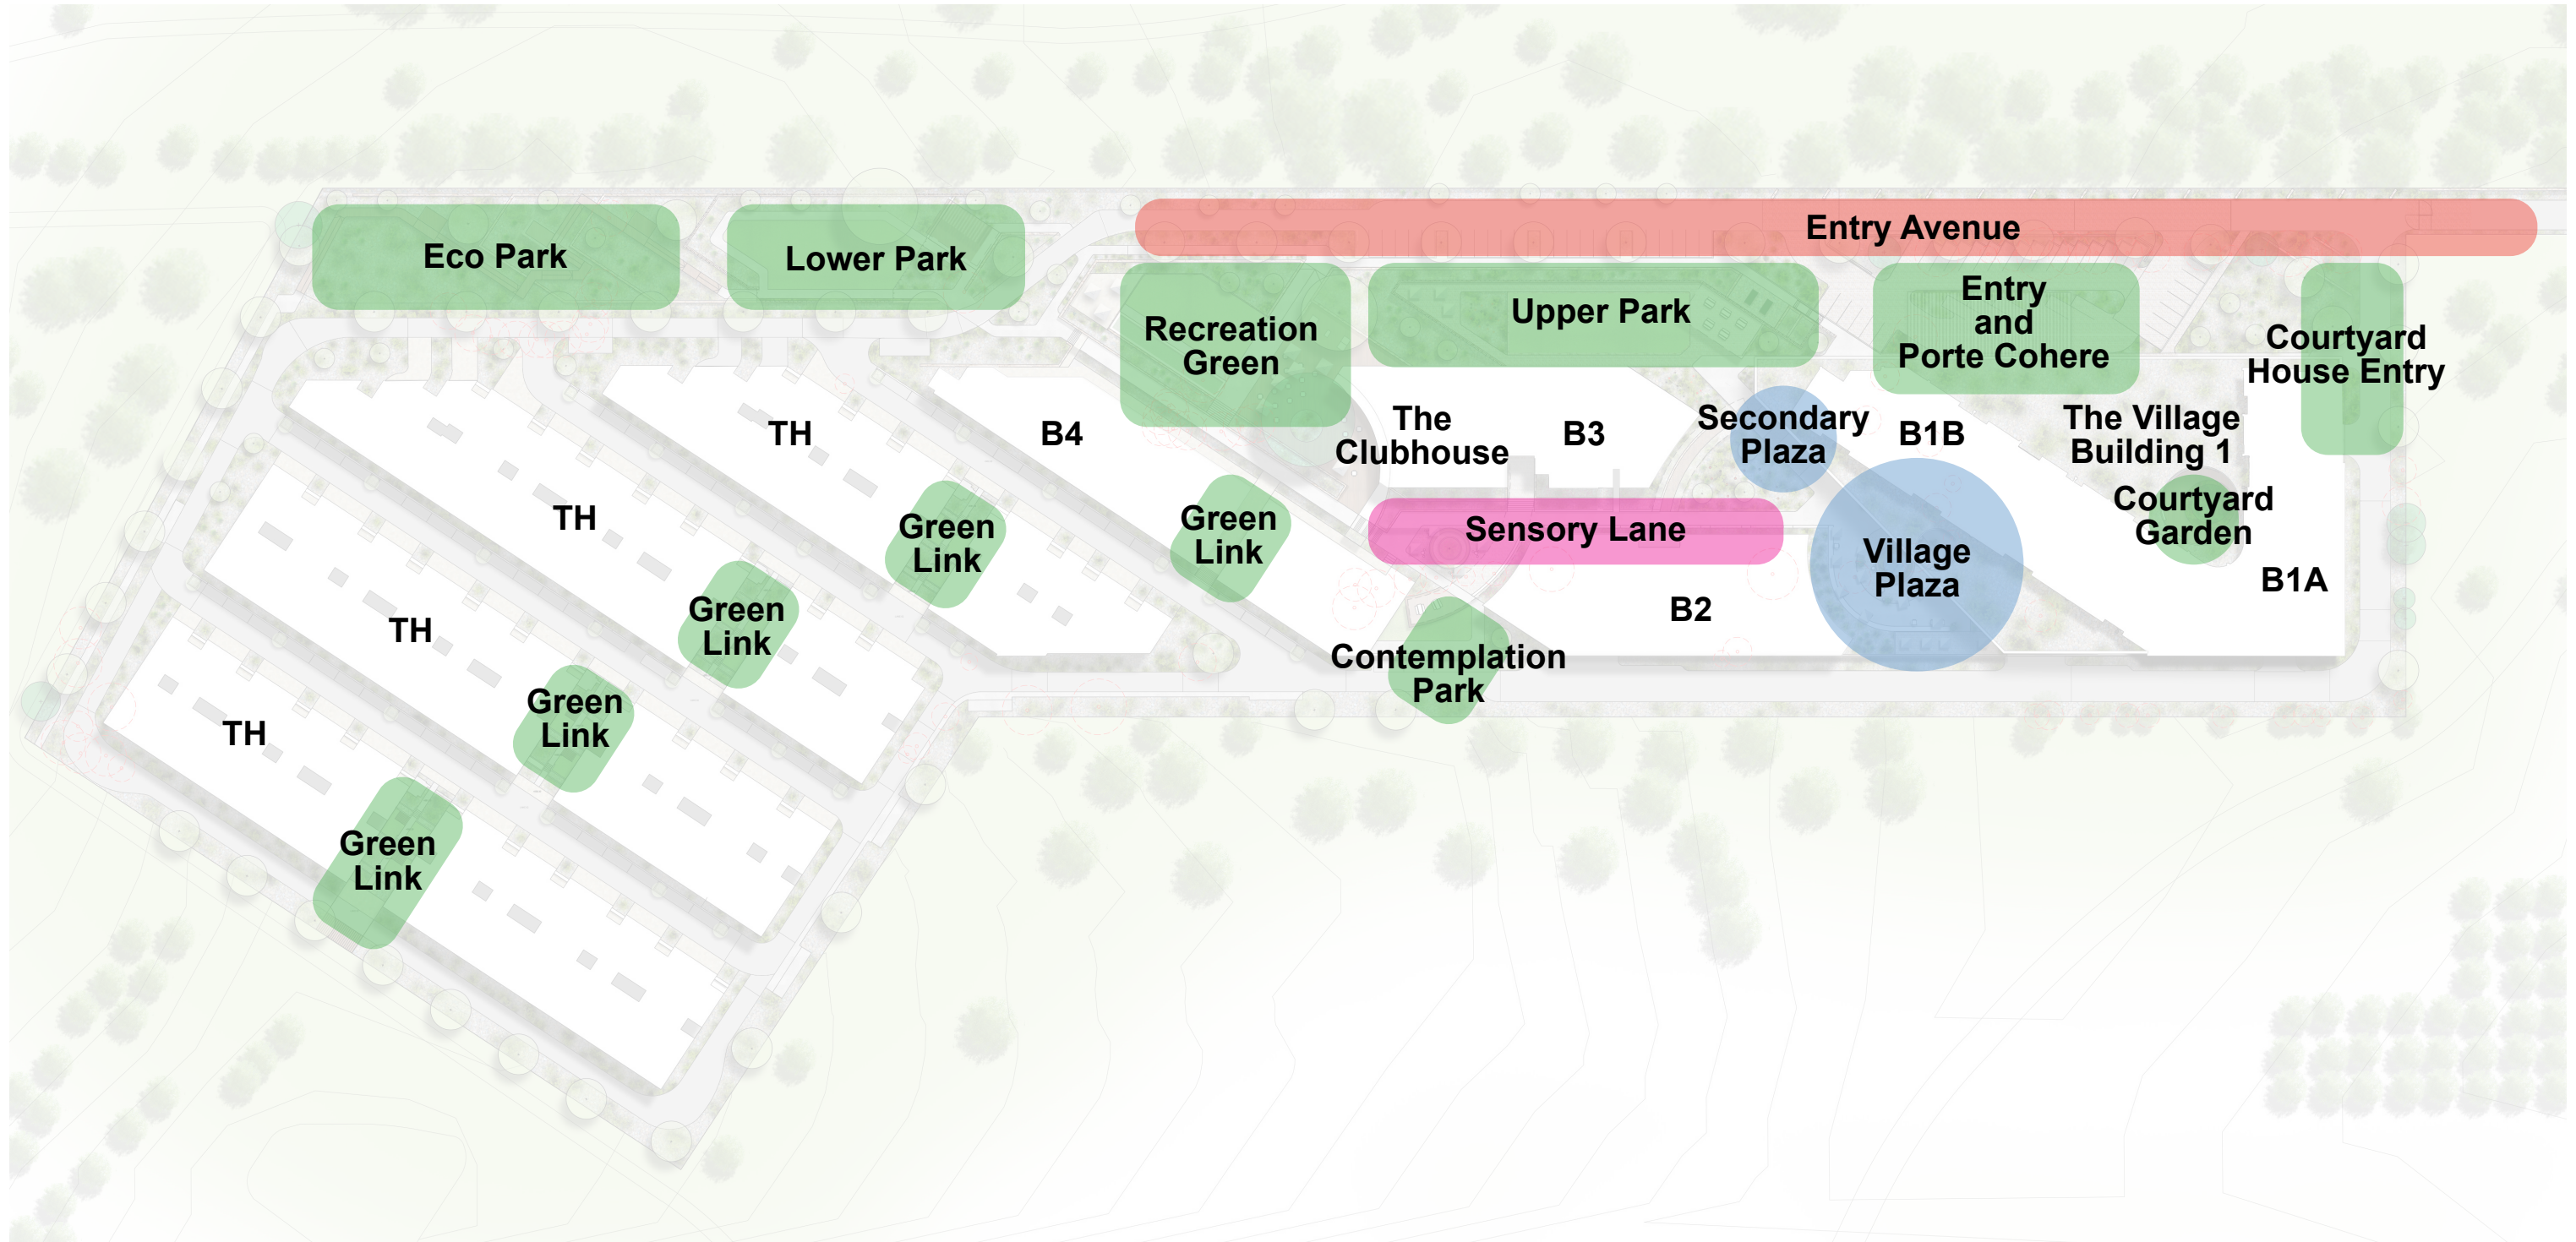 Entry Avenue
Eco Park
Lower Park
Recreation
Green
Upper Park
Entry
and
Porte Cohere
Courtyard
House Entry
TH
B4
The
Clubhouse
B3
Secondary
Plaza
B1B
The Village
Building 1
Courtyard
Garden
TH
Green
Link
Green
Link
Sensory Lane
Village
Plaza
B1A
TH
Green
Link
B2
Contemplation
Park
Green
Link
TH
Green
Link